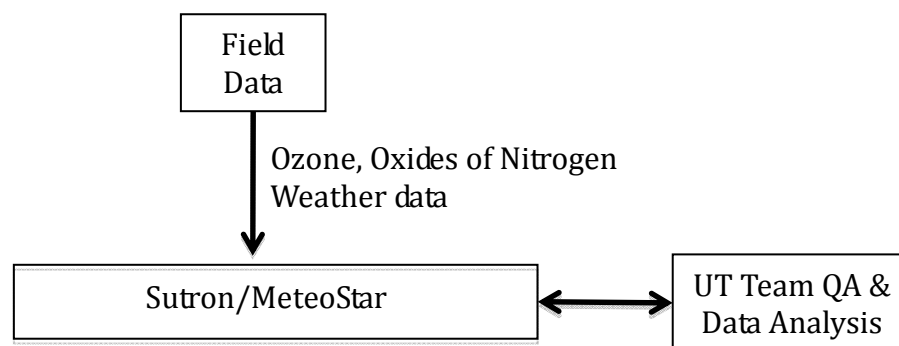 Field
Data
Ozone, Oxides of Nitrogen
Weather data
Sutron/MeteoStar
UT Team QA &
Data Analysis